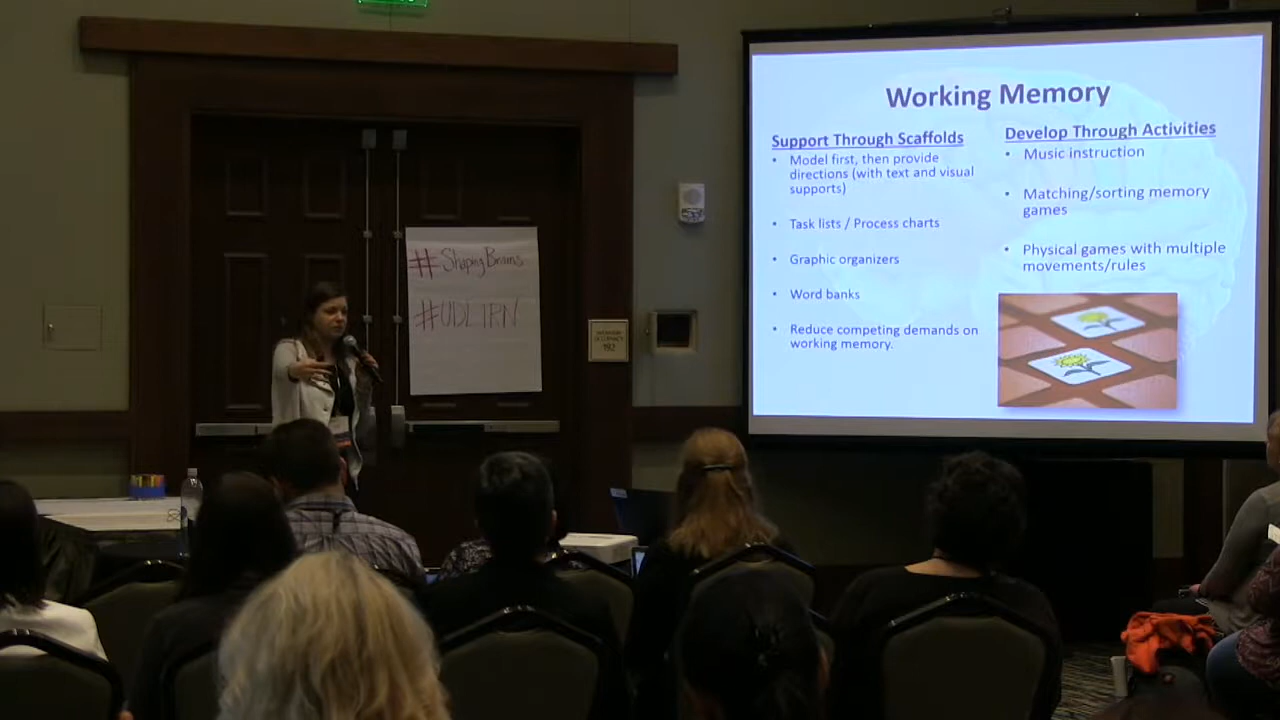 #ShapingBrains
#UDLIRN
192
Working Memory
Support Through Scaffolds
• Model first, then provide
directions (with text and visual
supports)
• Task lists / Process charts
• Graphic organizers
• Word banks
• Reduce competing demands on
working memory.
Develop Through Activities
• Music instruction
• Matching/sorting memory
games
• Physical games with multiple
movements/rules